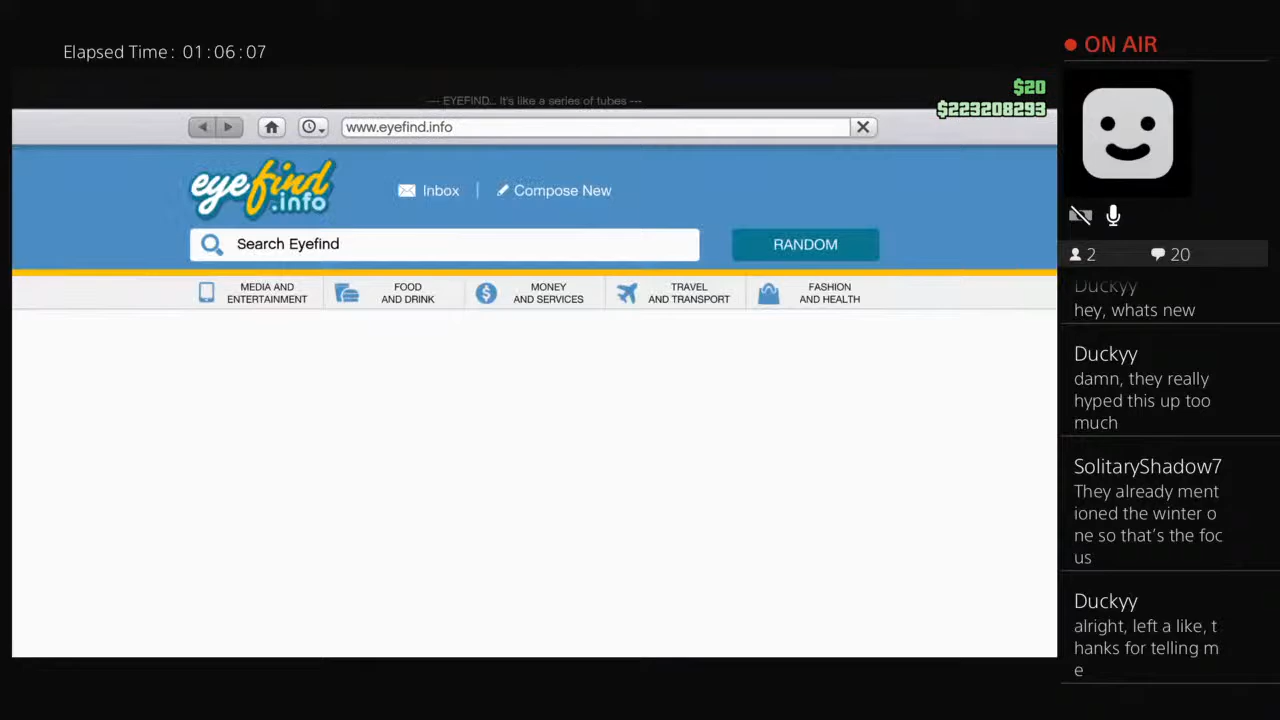 Elapsed Time: 01:06:07
ON AIR
--- EYEFIND... It's like a series of tubes ---
$20
$223208293
www.eyefind.info
eyefind
.info
Inbox
Compose New
Search Eyefind
RANDOM
MEDIA AND
ENTERTAINMENT
FOOD
AND DRINK
MONEY
AND SERVICES
TRAVEL
AND TRANSPORT
FASHION
AND HEALTH
2
20
Duckyy
hey, whats new
Duckyy
damn, they really
hyped this up too
much
SolitaryShadow7
They already ment
ioned the winter o
ne so that's the foc
us
Duckyy
alright, left a like, t
hanks for telling m
e